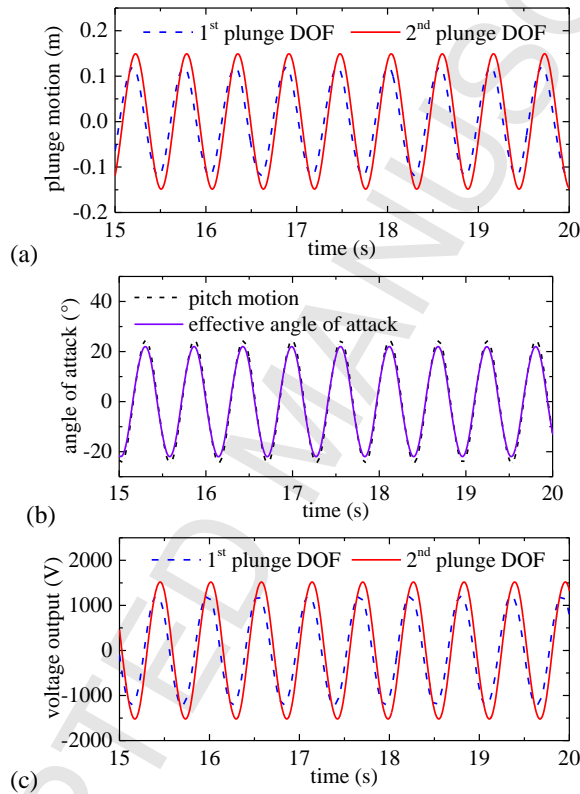 0.2
1st plunge DOF 2nd plunge DOF
0.1
0.0
-0.1
-0.2
plunge motion (m)
15 16 17 18 19 20
time (s)
(a)
40
pitch motion
effective angle of attack
20
0
-20
angle of attack (°)
15 16 17 18 19 20
time (s)
(b)
2000
1st plunge DOF 2nd plunge DOF
1000
0
-1000
-2000
voltage output (V)
15 16 17 18 19 20
time (s)
(c)
PTED MANUSC